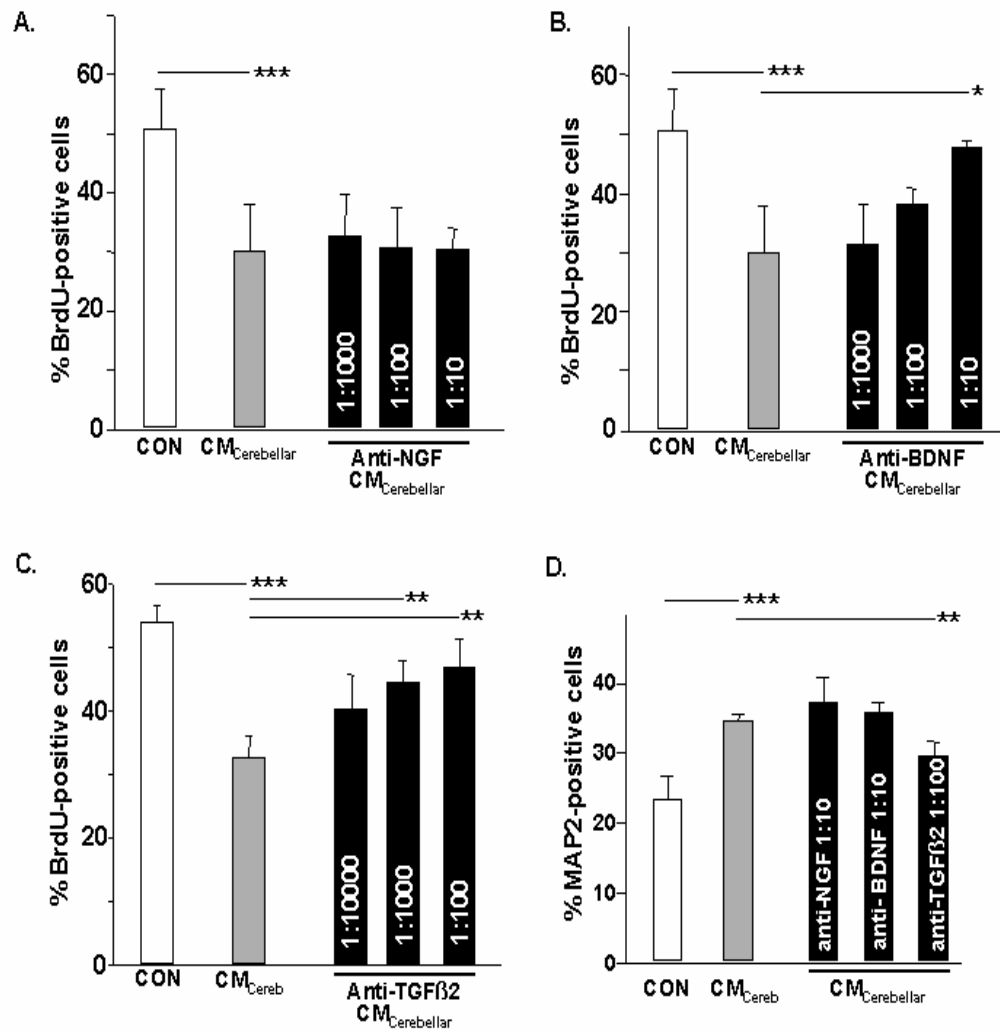 A.
% BrdU-positive cells
60
40
20
0
***
1:1000
1:100
1:10
CON
CMCerebellar
Anti-NGF
CMCerebellar
B.
% BrdU-positive cells
60
40
20
0
***
*
1:1000
1:100
1:10
CON
CMCerebellar
Anti-BDNF
CMCerebellar
C.
% BrdU-positive cells
60
40
20
0
***
**
**
1:10000
1:1000
1:100
CON
CMCereb
Anti-TGFß2
CMCerebellar
D.
% MAP2-positive cells
40
30
20
10
0
***
**
anti-NGF 1:10
anti-BDNF 1:10
anti-TGFß2 1:100
CON
CMCereb
CMCerebellar